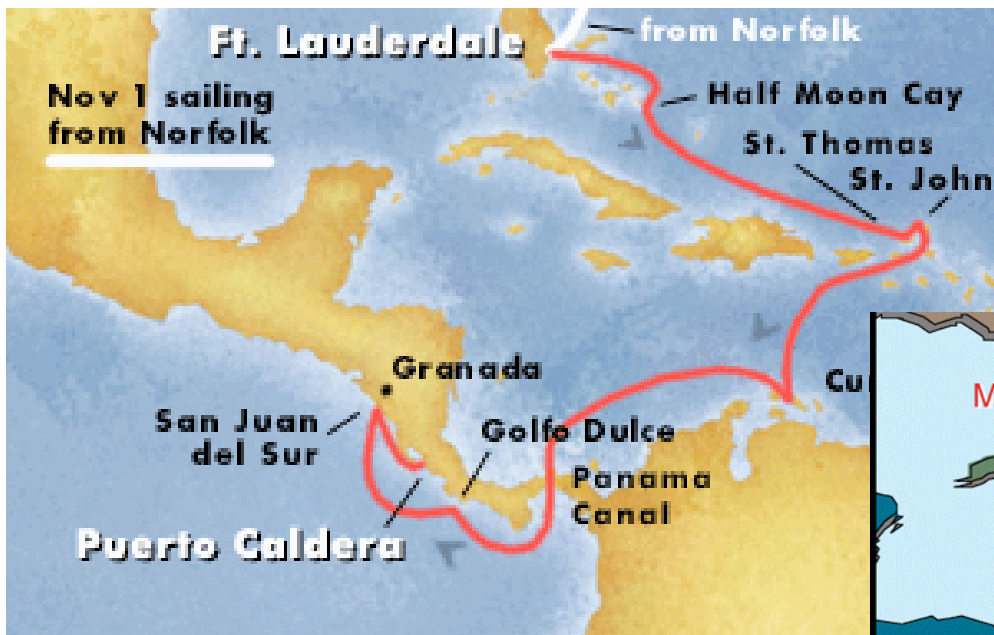 Ft. Lauderdale
from Norfolk
Nov 1 sailing
from Norfolk
Half Moon Cay
St. Thomas
St. John
Granada
San Juan
del Sur
Golfo Dulce
Panama
Canal
Puerto Caldera